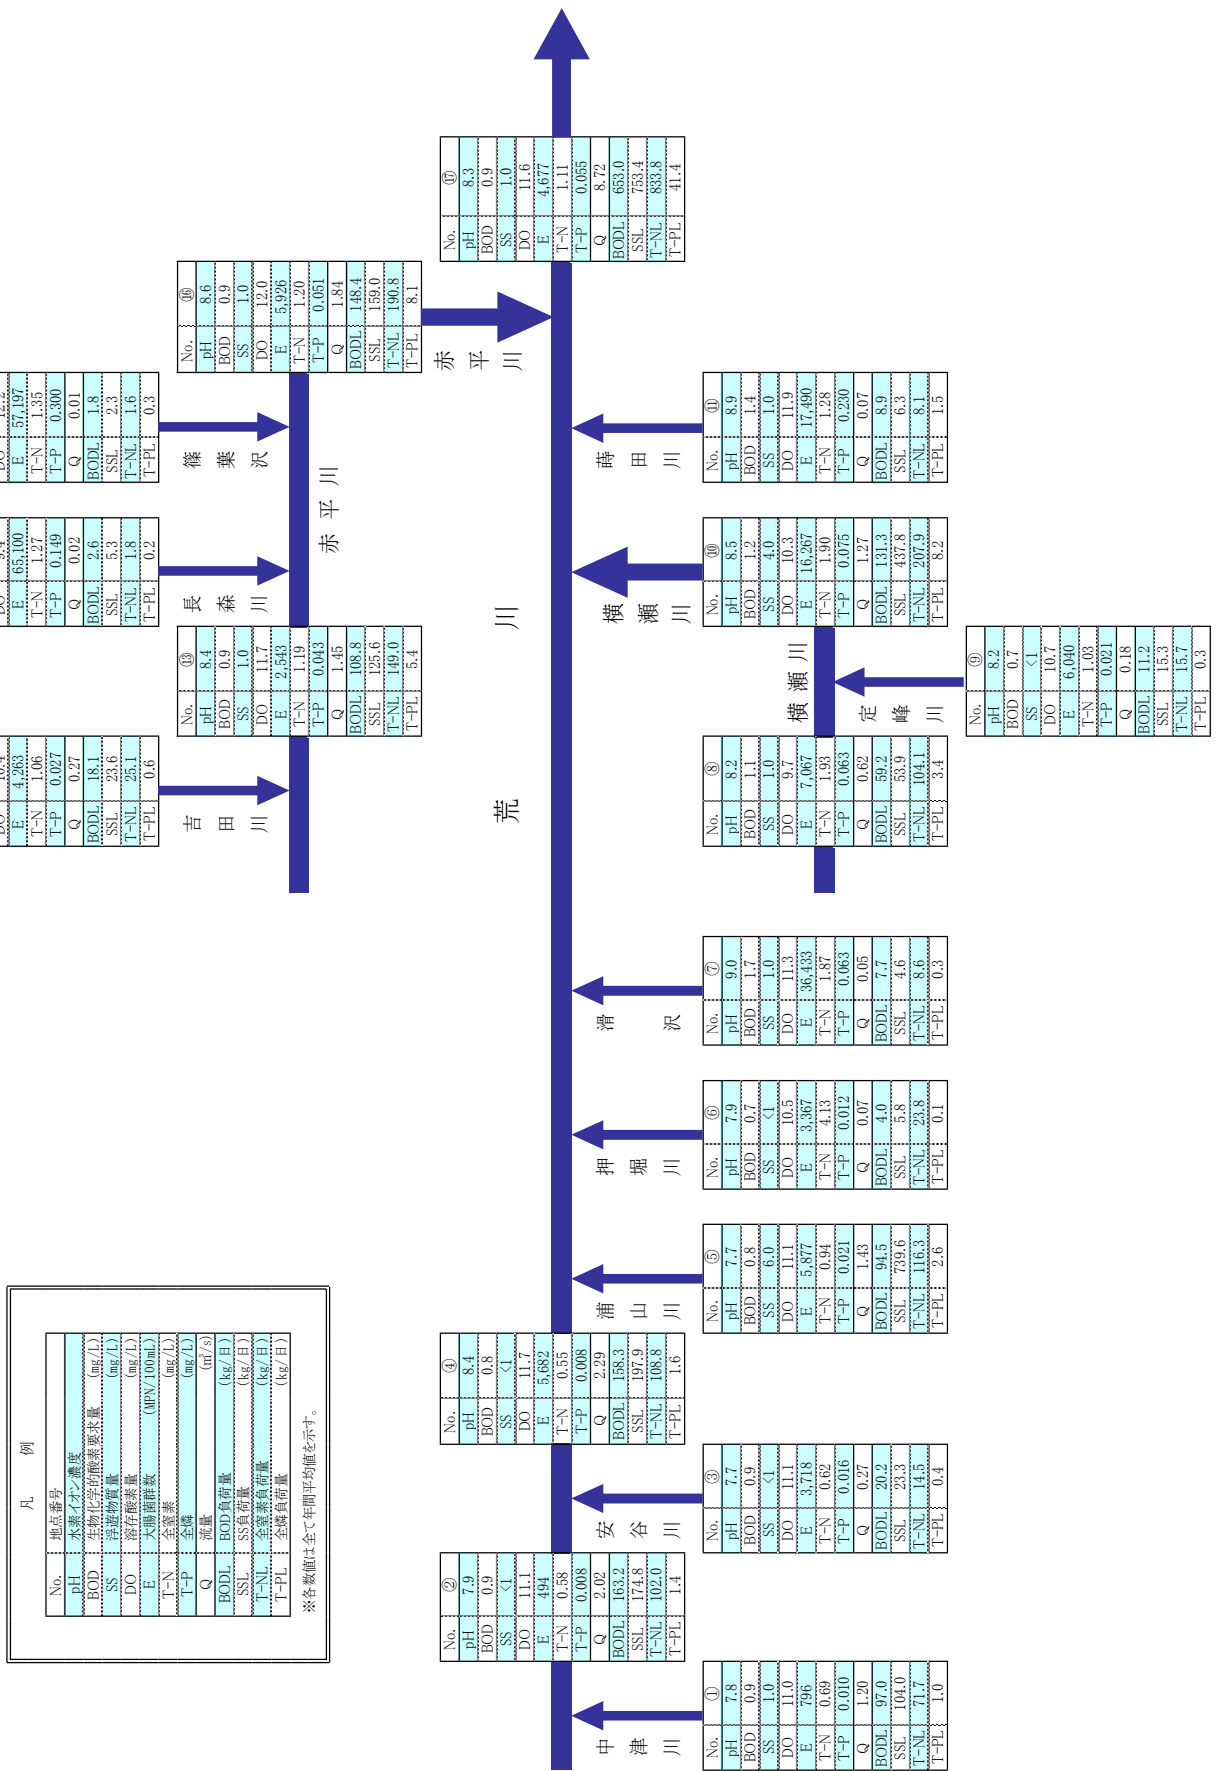 凡 例
No. 地点番号
pH 水素イオン濃度
BOD 生物化学的酸素要求量 (mg/L)
SS 浮遊物質量 (mg/L)
DO 溶存酸素量 (mg/L)
E 大腸菌群数 (MPN/100mL)
T-N 全窒素 (mg/L)
T-P 全燐 (mg/L)
Q 流量 (㎥/s)
BODL BOD負荷量 (kg/日)
SSL SS負荷量 (kg/日)
T-NL 全窒素負荷量 (kg/日)
T-PL 全燐負荷量 (kg/日)
※各数値は全て年間平均値を示す。
DO 10.4
E 4,263
T-N 1.06
T-P 0.027
Q 0.27
BODL 18.1
SSL 23.6
T-NL 25.1
T-PL 0.6
吉田川
DO 9.4
E 65,100
T-N 1.27
T-P 0.149
Q 0.02
BODL 2.6
SSL 5.3
T-NL 1.8
T-PL 0.2
長森川
DO 12.2
E 57,197
T-N 1.35
T-P 0.300
Q 0.01
BODL 1.8
SSL 2.3
T-NL 1.6
T-PL 0.3
篠葉沢
No. ⑬
pH 8.4
BOD 0.9
SS 1.0
DO 11.7
E 2,543
T-N 1.19
T-P 0.043
Q 1.45
BODL 108.8
SSL 125.6
T-NL 149.0
T-PL 5.4
赤平川
No. ⑯
pH 8.6
BOD 0.9
SS 1.0
DO 12.0
E 5,926
T-N 1.20
T-P 0.051
Q 1.84
BODL 148.4
SSL 159.0
T-NL 190.8
T-PL 8.1
赤平川
No. ②
pH 7.9
BOD 0.9
SS <1
DO 11.1
E 494
T-N 0.58
T-P 0.008
Q 2.02
BODL 163.2
SSL 174.8
T-NL 102.0
T-PL 1.4
No. ④
pH 8.4
BOD 0.8
SS <1
DO 11.7
E 5,682
T-N 0.55
T-P 0.008
Q 2.29
BODL 158.3
SSL 197.9
T-NL 108.8
T-PL 1.6
荒川
No. ⑰
pH 8.3
BOD 0.9
SS 1.0
DO 11.6
E 4,677
T-N 1.11
T-P 0.055
Q 8.72
BODL 653.0
SSL 753.4
T-NL 833.8
T-PL 41.4
中津川
No. ①
pH 7.8
BOD 0.9
SS 1.0
DO 11.0
E 796
T-N 0.69
T-P 0.010
Q 1.20
BODL 97.0
SSL 104.0
T-NL 71.7
T-PL 1.0
安谷川
No. ③
pH 7.7
BOD 0.9
SS <1
DO 11.1
E 3,718
T-N 0.62
T-P 0.016
Q 0.27
BODL 20.2
SSL 23.3
T-NL 14.5
T-PL 0.4
浦山川
No. ⑤
pH 7.7
BOD 0.8
SS 6.0
DO 11.1
E 5,877
T-N 0.94
T-P 0.021
Q 1.43
BODL 94.5
SSL 739.6
T-NL 116.3
T-PL 2.6
押堀川
No. ⑥
pH 7.9
BOD 0.7
SS <1
DO 10.5
E 3,367
T-N 4.13
T-P 0.012
Q 0.07
BODL 4.0
SSL 5.8
T-NL 23.8
T-PL 0.1
滑沢
No. ⑦
pH 9.0
BOD 1.7
SS 1.0
DO 11.3
E 36,433
T-N 1.87
T-P 0.063
Q 0.05
BODL 7.7
SSL 4.6
T-NL 8.6
T-PL 0.3
No. ⑧
pH 8.2
BOD 1.1
SS 1.0
DO 9.7
E 7,067
T-N 1.93
T-P 0.063
Q 0.62
BODL 59.2
SSL 53.9
T-NL 104.1
T-PL 3.4
横瀬川
定峰川
No. ⑨
pH 8.2
BOD 0.7
SS <1
DO 10.7
E 6,040
T-N 1.03
T-P 0.021
Q 0.18
BODL 11.2
SSL 15.3
T-NL 15.7
T-PL 0.3
横瀬川
No. ⑩
pH 8.5
BOD 1.2
SS 4.0
DO 10.3
E 16,267
T-N 1.90
T-P 0.075
Q 1.27
BODL 131.3
SSL 437.8
T-NL 207.9
T-PL 8.2
蒔田川
No. ⑪
pH 8.9
BOD 1.4
SS 1.0
DO 11.9
E 17,490
T-N 1.28
T-P 0.230
Q 0.07
BODL 8.9
SSL 6.3
T-NL 8.1
T-PL 1.5